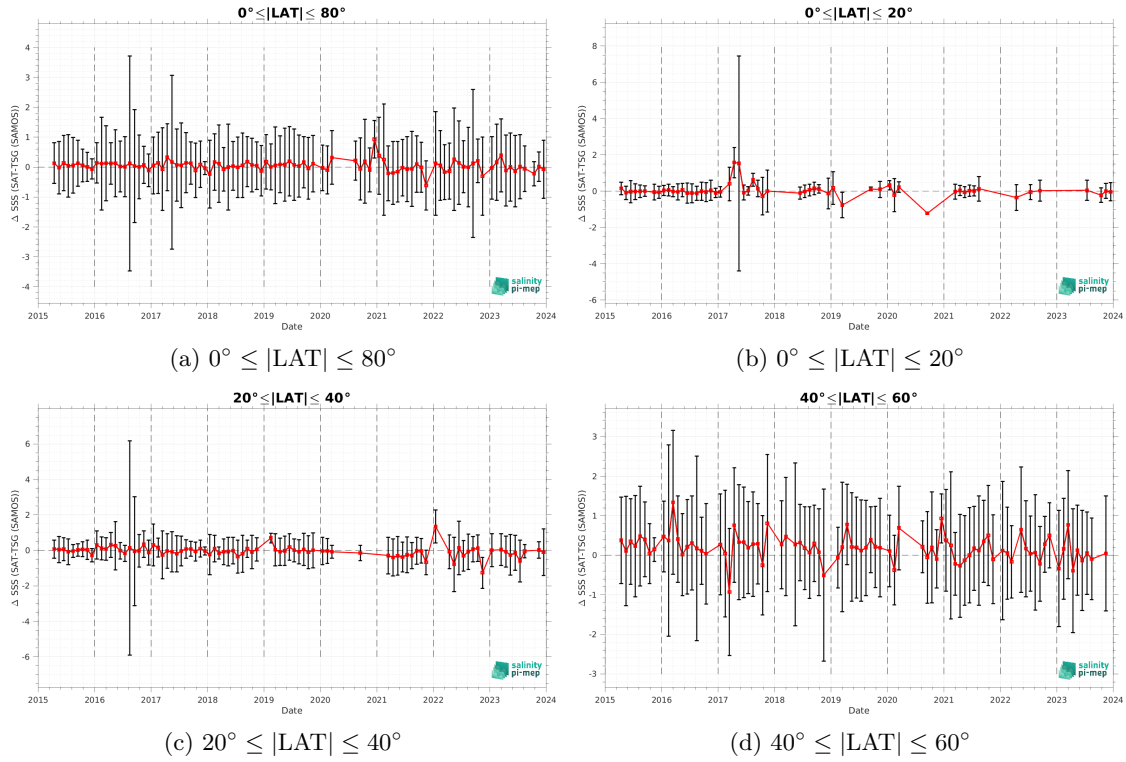 0°≤|LAT|≤ 80°
Δ SSS (SAT-TSG (SAMOS))
4
3
2
1
0
-1
-2
-3
-4
2015 2016 2017 2018 2019 2020 2021 2022 2023 2024
Date
salinity
pi-mep
(a) 0° ≤ |LAT| ≤ 80°
0°≤|LAT|≤ 20°
Δ SSS (SAT-TSG (SAMOS))
8
6
4
2
0
-2
-4
-6
2015 2016 2017 2018 2019 2020 2021 2022 2023 2024
Date
salinity
pi-mep
(b) 0° ≤ |LAT| ≤ 20°
20°≤|LAT|≤ 40°
Δ SSS (SAT-TSG (SAMOS))
6
4
2
0
-2
-4
-6
2015 2016 2017 2018 2019 2020 2021 2022 2023 2024
Date
salinity
pi-mep
(c) 20° ≤ |LAT| ≤ 40°
40°≤|LAT|≤ 60°
Δ SSS (SAT-TSG (SAMOS))
3
2
1
0
-1
-2
-3
2015 2016 2017 2018 2019 2020 2021 2022 2023 2024
Date
salinity
pi-mep
(d) 40° ≤ |LAT| ≤ 60°